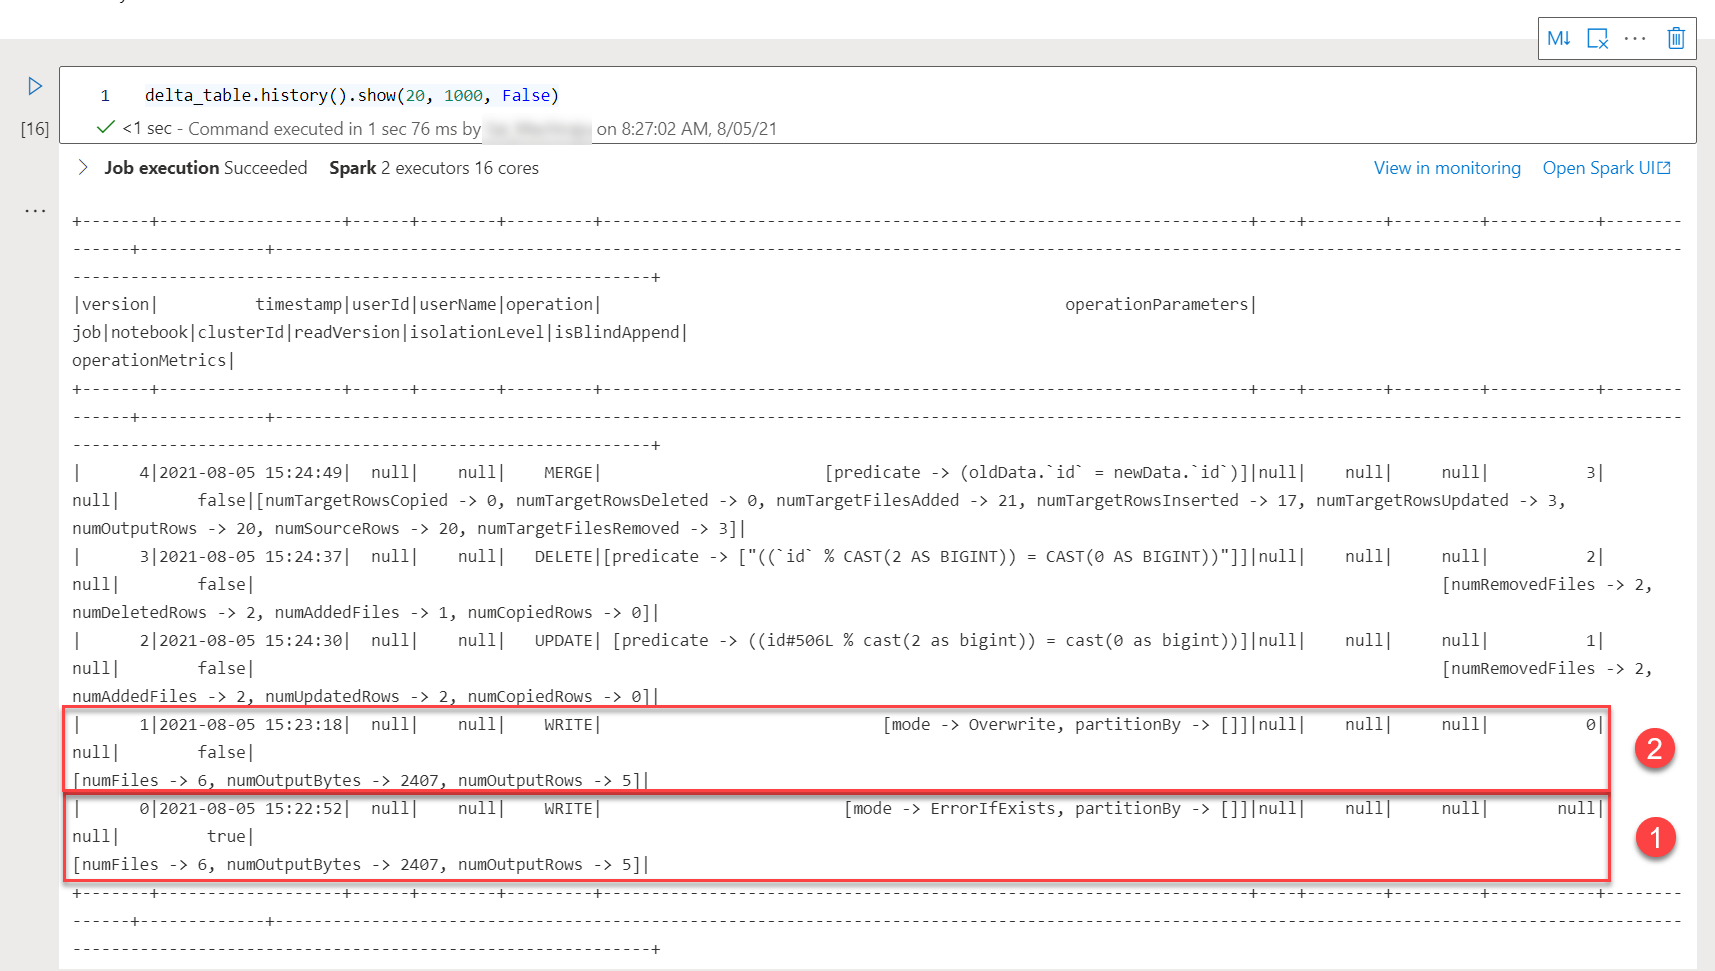 M↓ ···
1 delta_table.history().show(20, 1000, False)
[16] <1 sec - Command executed in 1 sec 76 ms by on 8:27:02 AM, 8/05/21
Job execution Succeeded Spark 2 executors 16 cores View in monitoring Open Spark UI
···
+-------+-------------------+------+--------+---------+--------------------------------------------------------------------+----+--------+---------+-----------+--------
------+-------------+---------------------------------------------------------------------------------------------------------------------------------------------------
------------------------------------------------------------+
|version|          timestamp|userId|userName|operation|                                                operationParameters|
job|notebook|clusterId|readVersion|isolationLevel|isBlindAppend|
operationMetrics|
+-------+-------------------+------+--------+---------+--------------------------------------------------------------------+----+--------+---------+-----------+--------
------+-------------+---------------------------------------------------------------------------------------------------------------------------------------------------
------------------------------------------------------------+
|      4|2021-08-05 15:24:49|  null|    null|    MERGE|                       [predicate -> (oldData.`id` = newData.`id`)]|null|    null|     null|          3|
null|        false|[numTargetRowsCopied -> 0, numTargetRowsDeleted -> 0, numTargetFilesAdded -> 21, numTargetRowsInserted -> 17, numTargetRowsUpdated -> 3,
numOutputRows -> 20, numSourceRows -> 20, numTargetFilesRemoved -> 3]|
|      3|2021-08-05 15:24:37|  null|    null|   DELETE|[predicate -> ["((`id` % CAST(2 AS BIGINT)) = CAST(0 AS BIGINT))"]]|null|    null|     null|          2|
null|        false|                                                                                                                           [numRemovedFiles -> 2,
numDeletedRows -> 2, numAddedFiles -> 1, numCopiedRows -> 0]|
|      2|2021-08-05 15:24:30|  null|    null|   UPDATE| [predicate -> ((id#506L % cast(2 as bigint)) = cast(0 as bigint))]|null|    null|     null|          1|
null|        false|                                                                                                                           [numRemovedFiles -> 2,
numAddedFiles -> 2, numUpdatedRows -> 2, numCopiedRows -> 0]|
|      1|2021-08-05 15:23:18|  null|    null|    WRITE|                             [mode -> Overwrite, partitionBy -> []]|null|    null|     null|          0|
null|        false|
[numFiles -> 6, numOutputBytes -> 2407, numOutputRows -> 5]|
2
|      0|2021-08-05 15:22:52|  null|    null|    WRITE|                         [mode -> ErrorIfExists, partitionBy -> []]|null|    null|     null|       null|
null|         true|
[numFiles -> 6, numOutputBytes -> 2407, numOutputRows -> 5]|
1
+-------+-------------------+------+--------+---------+--------------------------------------------------------------------+----+--------+---------+-----------+--------
------+-------------+---------------------------------------------------------------------------------------------------------------------------------------------------
------------------------------------------------------------+